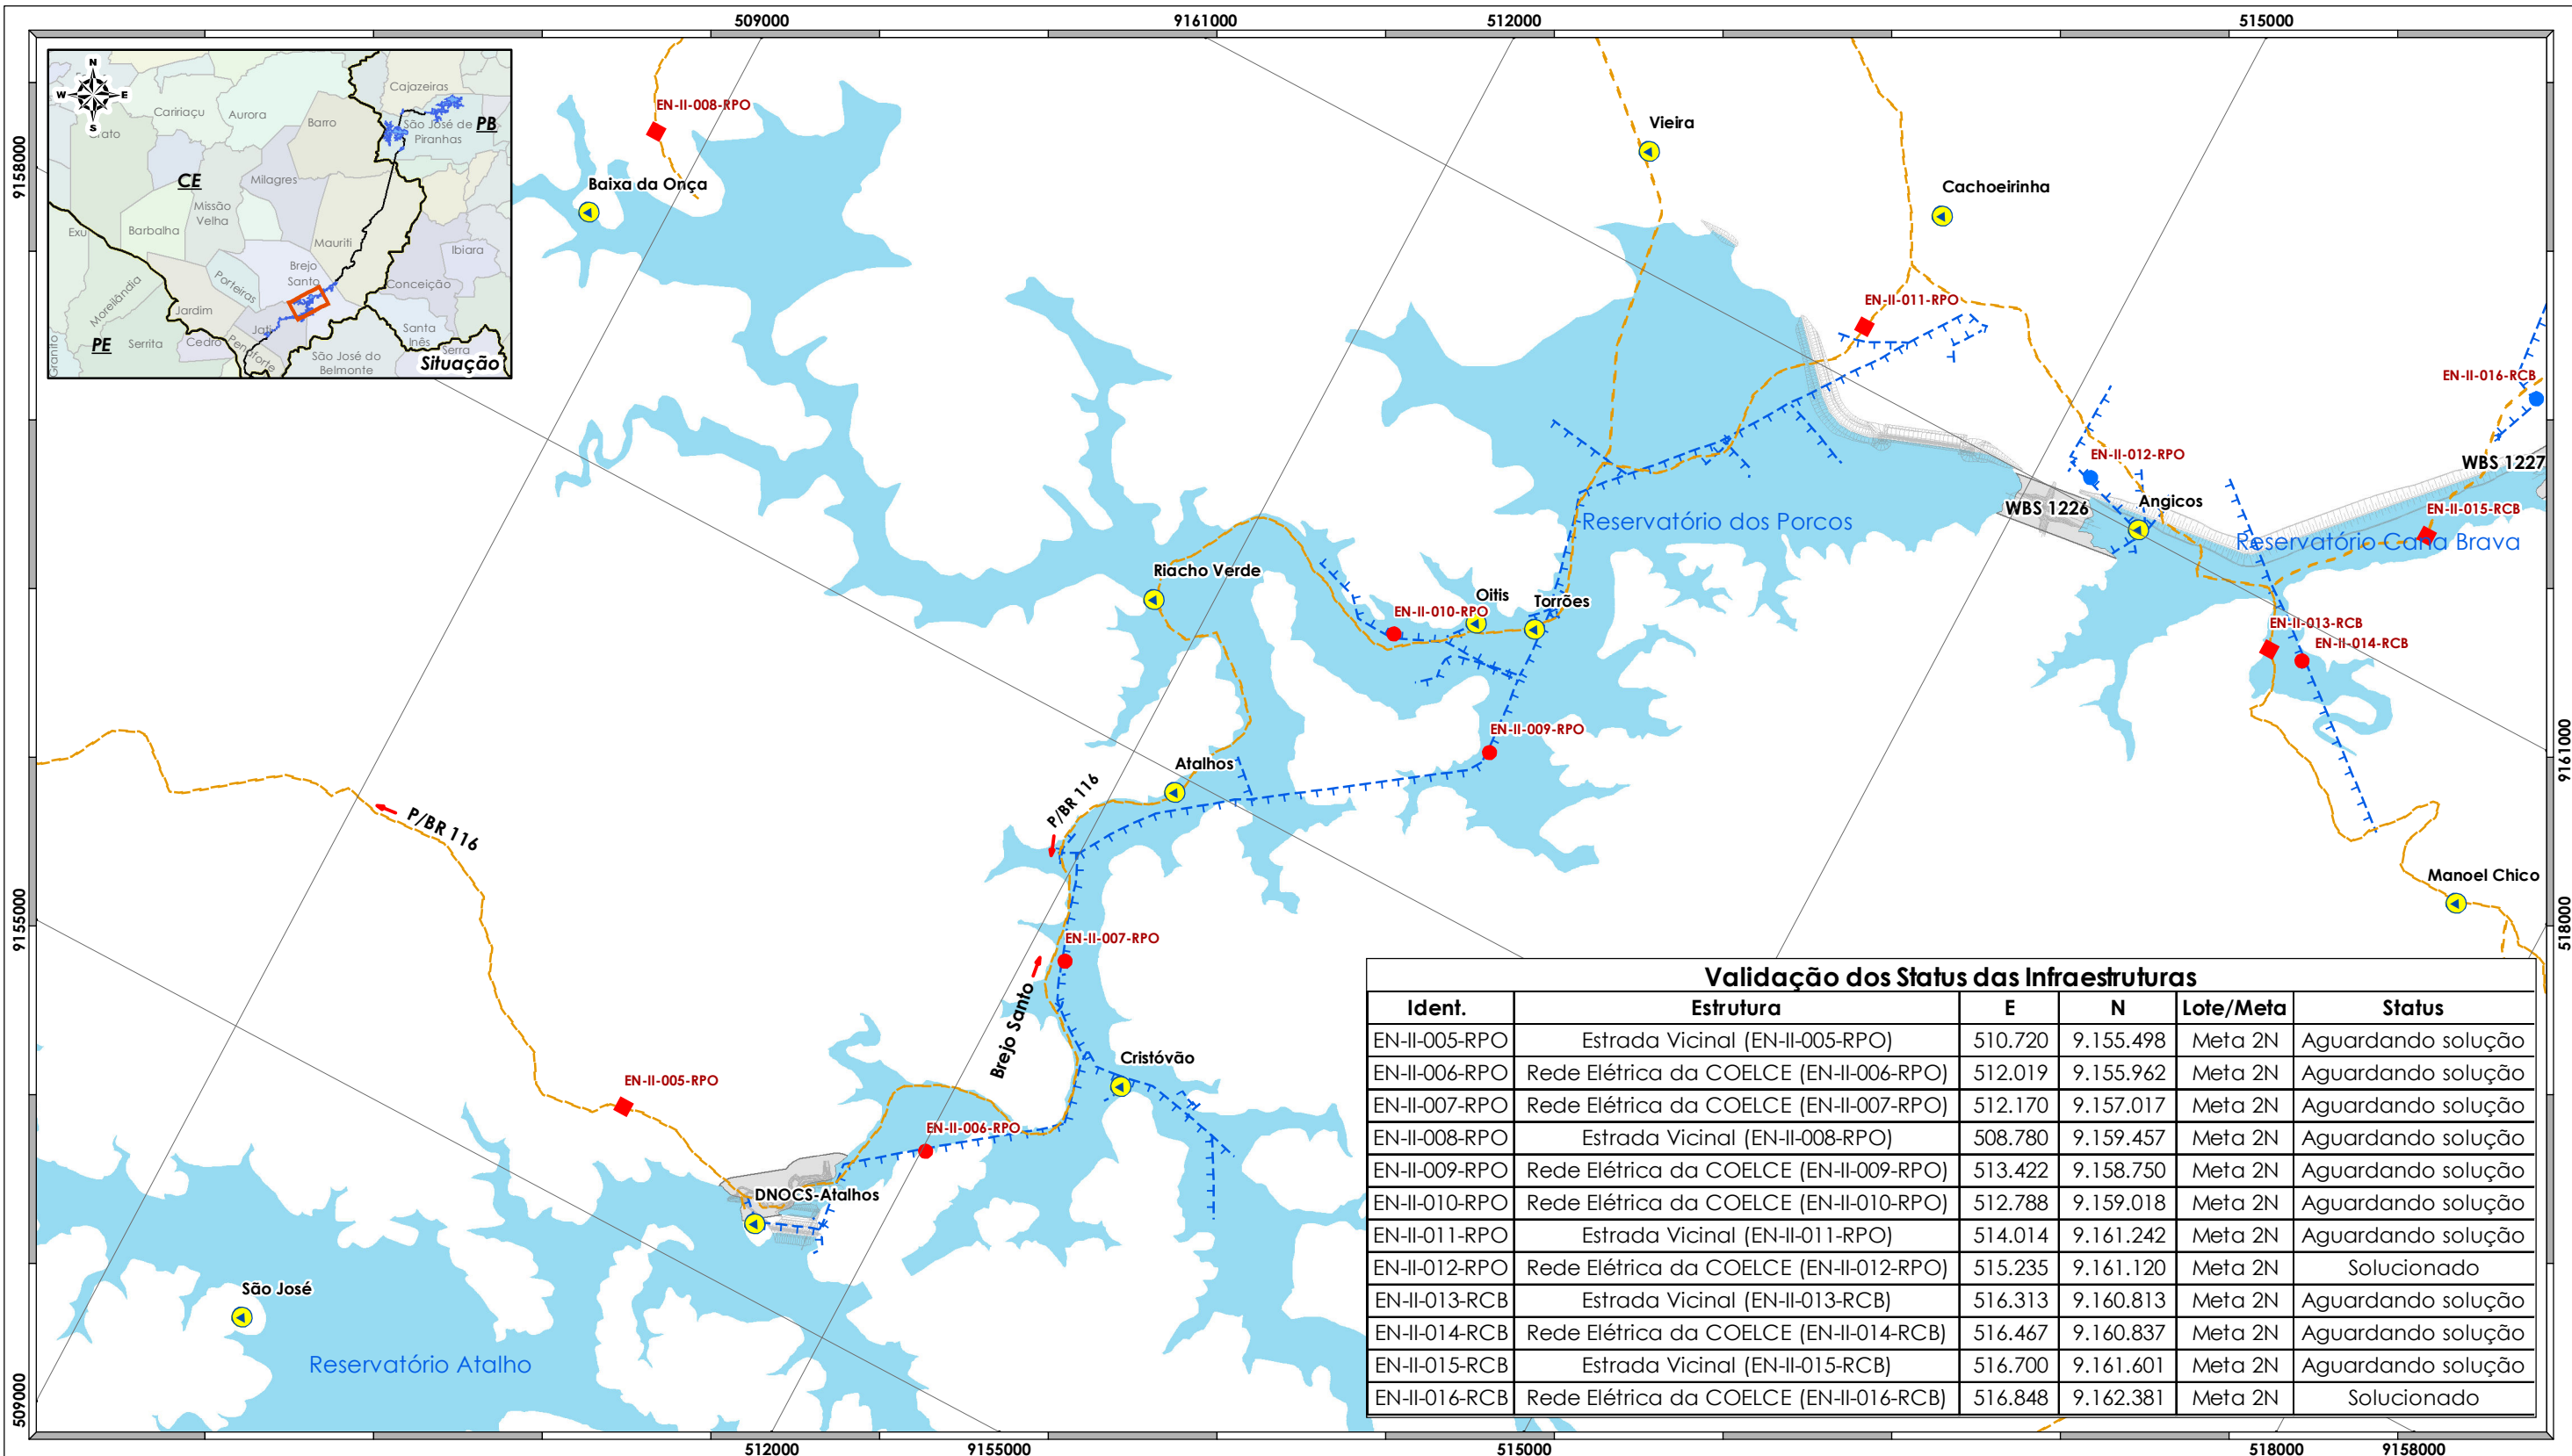 509000
9161000
512000
515000
9158000
9155000
509000
N
W
E
S
Cajazeiras
Caririaçu
Aurora
Barro
São José de
Piranhas
PB
CE
Milagres
Missão
Velha
Exu
Barbalha
Mauriti
Ibiara
Brejo
Santo
Porteiras
Conceição
Moreilândia
Jardim
Jati
Santa
Inês
PE
Serrita
Cedro
Penaforte
Serra
São José do
Belmonte
Granito
Situação
EN-II-008-RPO
Baixa da Onça
Vieira
Cachoeirinha
EN-II-011-RPO
EN-II-016-RCB
EN-II-012-RPO
WBS 1227
WBS 1226
Angicos
EN-II-015-RCB
Reservatório dos Porcos
Reservatório Cana Brava
Riacho Verde
Oitis
Torrões
EN-II-010-RPO
EN-II-013-RCB
EN-II-014-RCB
EN-II-009-RPO
Atalhos
P/BR 116
P/BR 116
Manoel Chico
EN-II-007-RPO
Brejo Santo
Cristóvão
EN-II-005-RPO
EN-II-006-RPO
DNOCS-Atalhos
São José
Reservatório Atalho
9161000
518000
Validação dos Status das Infraestruturas
Ident. Estrutura E N Lote/Meta Status
EN-II-005-RPO Estrada Vicinal (EN-II-005-RPO) 510.720 9.155.498 Meta 2N Aguardando solução
EN-II-006-RPO Rede Elétrica da COELCE (EN-II-006-RPO) 512.019 9.155.962 Meta 2N Aguardando solução
EN-II-007-RPO Rede Elétrica da COELCE (EN-II-007-RPO) 512.170 9.157.017 Meta 2N Aguardando solução
EN-II-008-RPO Estrada Vicinal (EN-II-008-RPO) 508.780 9.159.457 Meta 2N Aguardando solução
EN-II-009-RPO Rede Elétrica da COELCE (EN-II-009-RPO) 513.422 9.158.750 Meta 2N Aguardando solução
EN-II-010-RPO Rede Elétrica da COELCE (EN-II-010-RPO) 512.788 9.159.018 Meta 2N Aguardando solução
EN-II-011-RPO Estrada Vicinal (EN-II-011-RPO) 514.014 9.161.242 Meta 2N Aguardando solução
EN-II-012-RPO Rede Elétrica da COELCE (EN-II-012-RPO) 515.235 9.161.120 Meta 2N Solucionado
EN-II-013-RCB Estrada Vicinal (EN-II-013-RCB) 516.313 9.160.813 Meta 2N Aguardando solução
EN-II-014-RCB Rede Elétrica da COELCE (EN-II-014-RCB) 516.467 9.160.837 Meta 2N Aguardando solução
EN-II-015-RCB Estrada Vicinal (EN-II-015-RCB) 516.700 9.161.601 Meta 2N Aguardando solução
EN-II-016-RCB Rede Elétrica da COELCE (EN-II-016-RCB) 516.848 9.162.381 Meta 2N Solucionado
512000
9155000
515000
518000
9158000